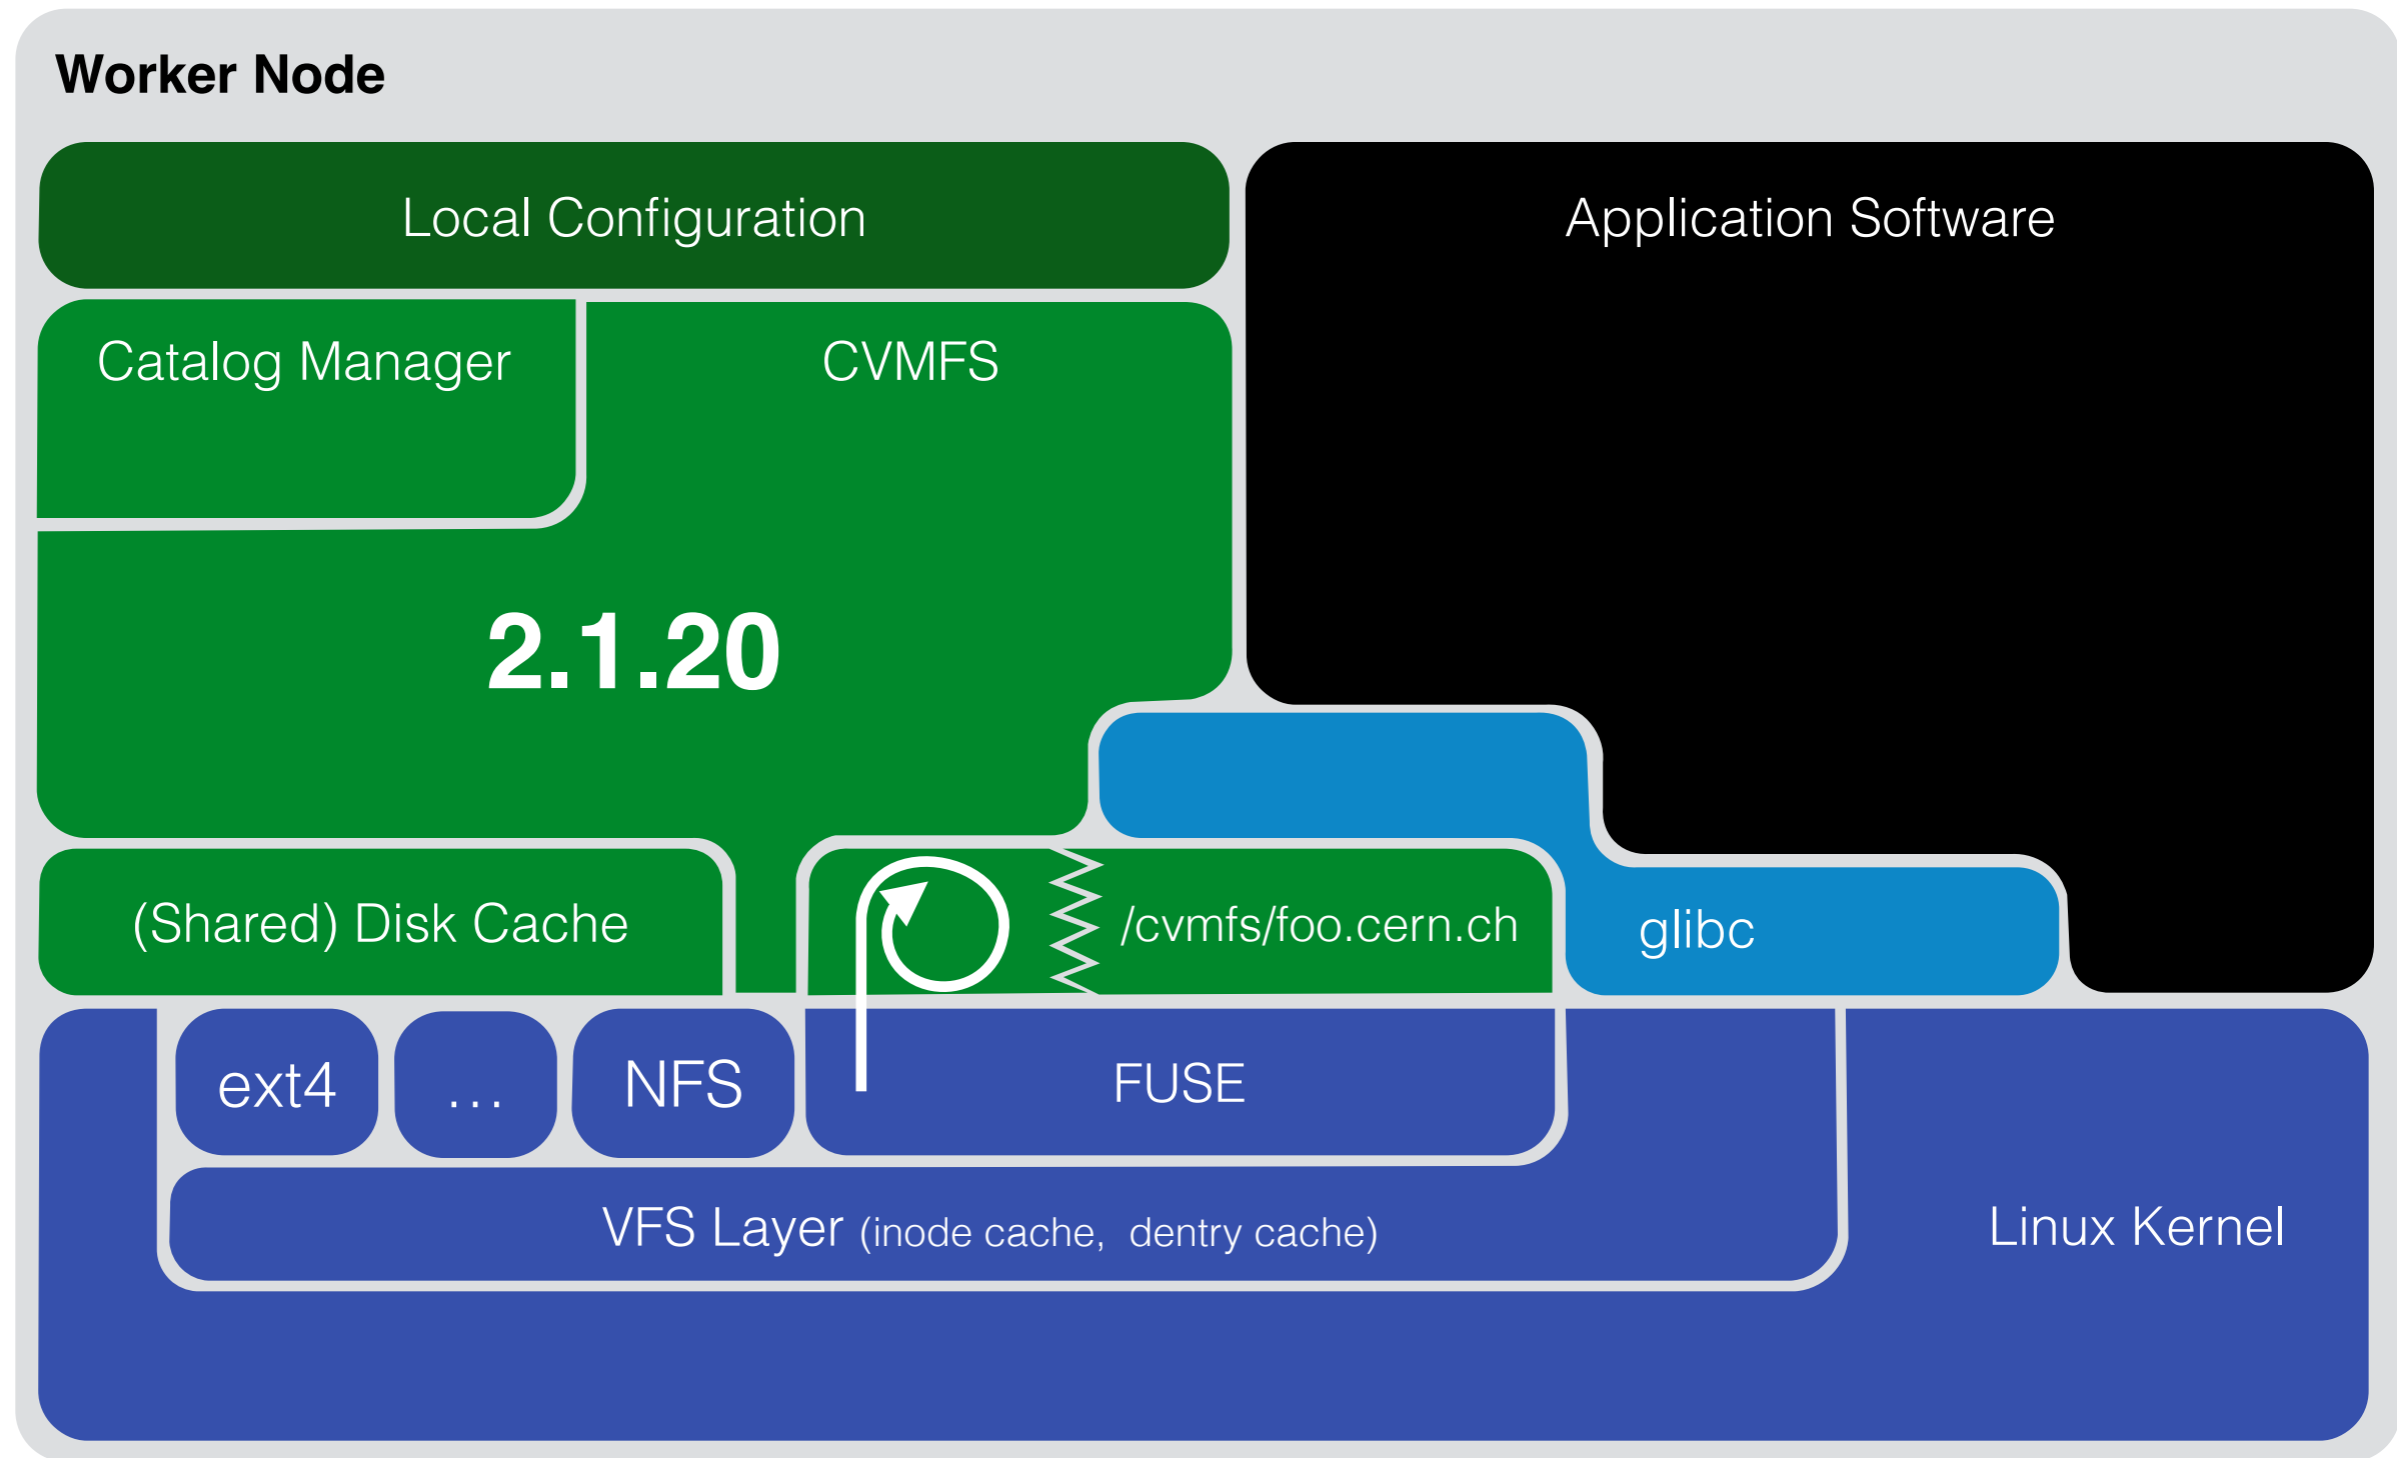 Worker Node
Local Configuration
Application Software
Catalog Manager
CVMFS
2.1.20
(Shared) Disk Cache
/cvmfs/foo.cern.ch
glibc
ext4
...
NFS
FUSE
VFS Layer (inode cache, dentry cache)
Linux Kernel